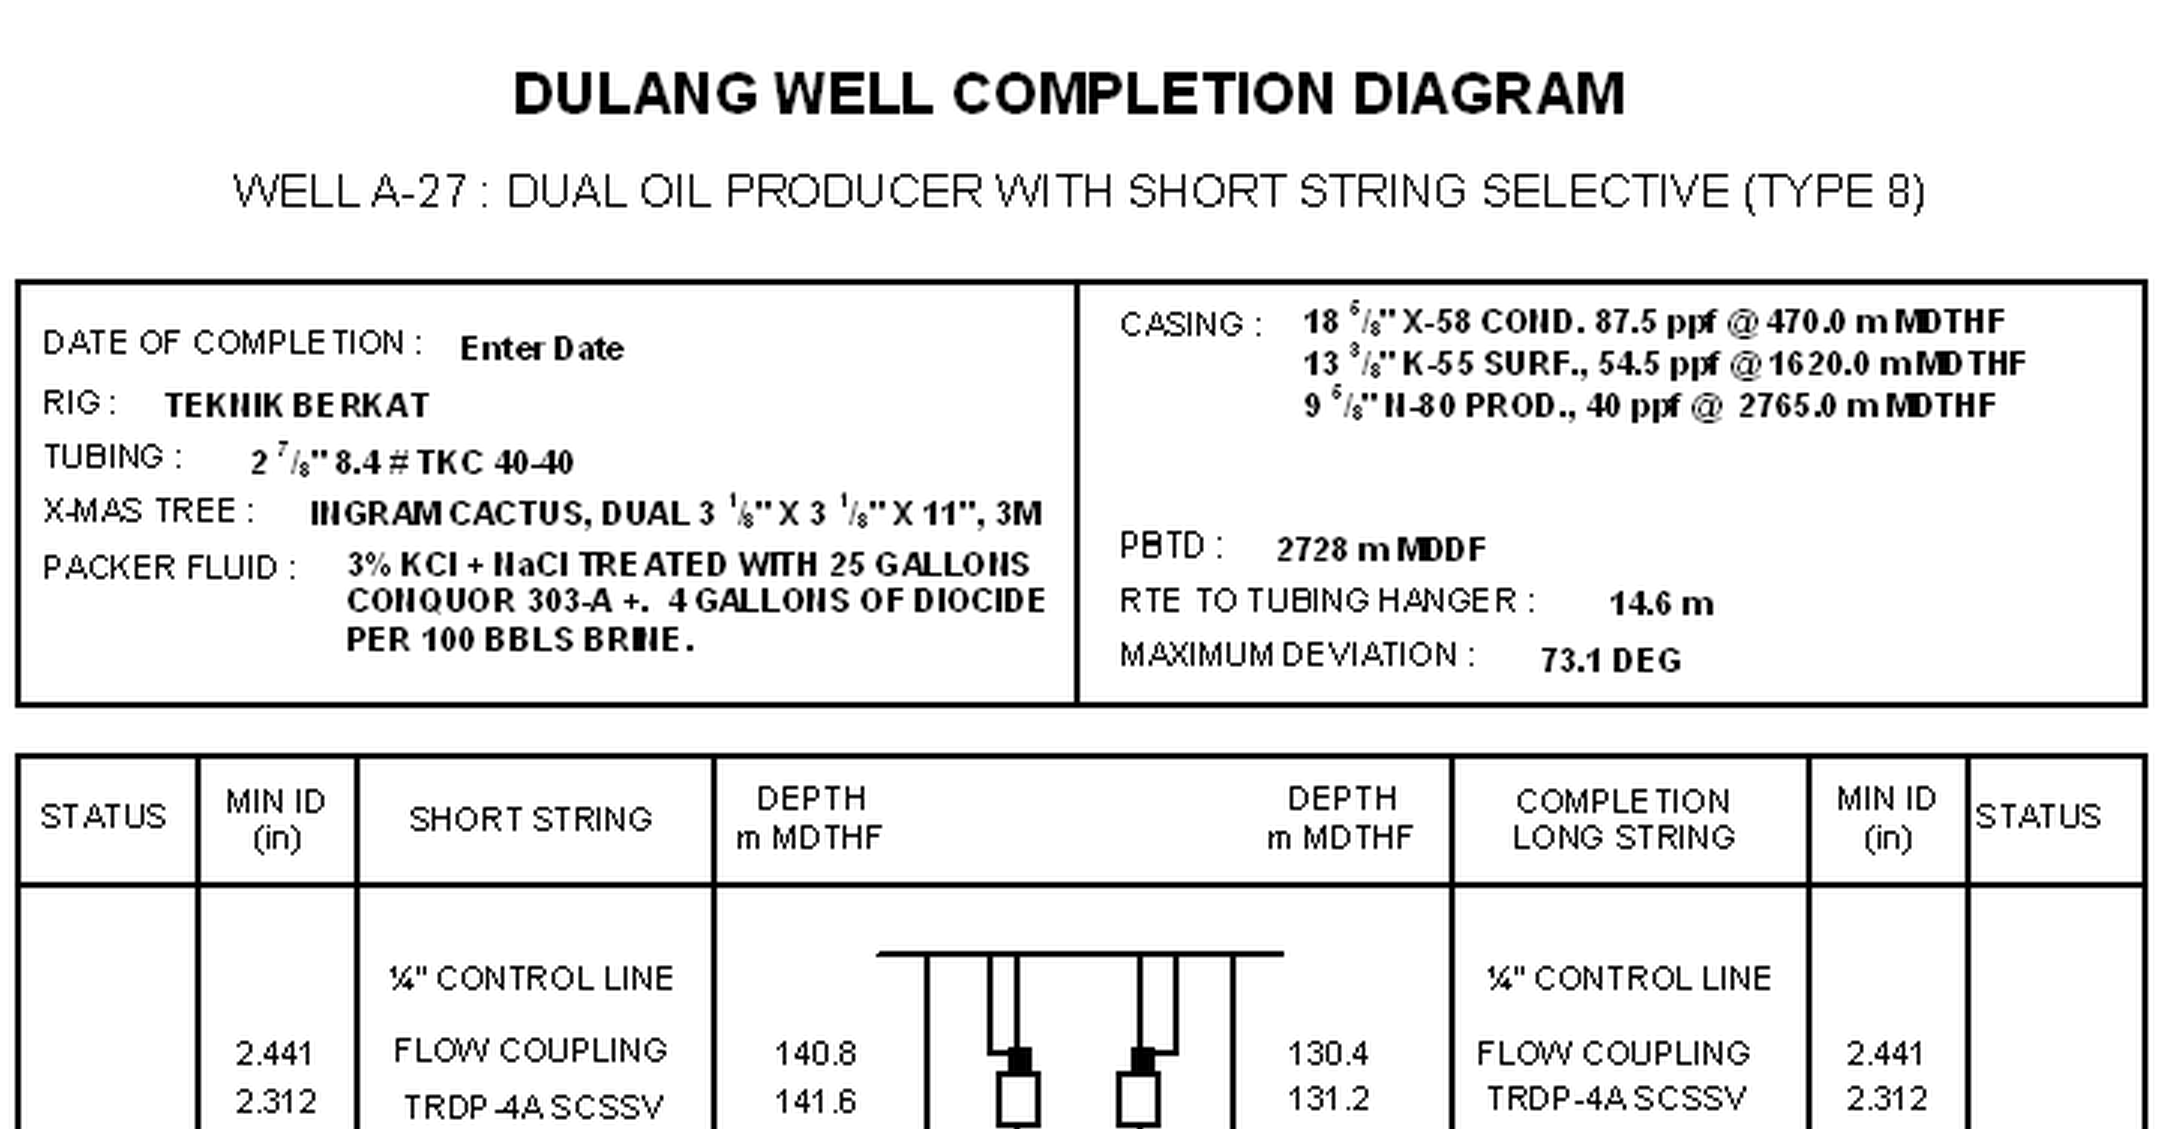 DULANG WELL COMPLETION DIAGRAM
WELL A-27 : DUAL OIL PRODUCER WITH SHORT STRING SELECTIVE (TYPE 8)
DATE OF COMPLETION : Enter Date
RIG : TEKNIK BERKAT
TUBING : 2 7/8" 8.4 # TKC 40-40
X-MAS TREE : INGRAM CACTUS, DUAL 3 1/8" X 3 1/8" X 11", 3M
PACKER FLUID : 3% KCl + NaCl TREATED WITH 25 GALLONS
CONQUOR 303-A +. 4 GALLONS OF DIOCIDE
PER 100 BBLS BRINE.
CASING : 18 5/8" X-58 COND. 87.5 ppf @ 470.0 m MDTHF
13 3/8" K-55 SURF., 54.5 ppf @ 1620.0 m MDTHF
9 5/8" N-80 PROD., 40 ppf @ 2765.0 m MDTHF
PBTD : 2728 m MDDF
RTE TO TUBING HANGER : 14.6 m
MAXIMUM DEVIATION : 73.1 DEG
STATUS
MIN ID
(in)
SHORT STRING
DEPTH
m MDTHF
DEPTH
m MDTHF
COMPLETION
LONG STRING
MIN ID
(in)
STATUS
¼" CONTROL LINE ¼" CONTROL LINE
2.441 FLOW COUPLING 140.8 130.4 FLOW COUPLING 2.441
2.312 TRDP-4A SCSSV 141.6 131.2 TRDP-4A SCSSV 2.312